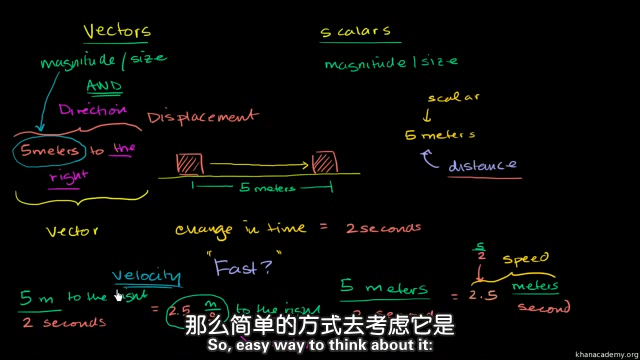 Vectors
scalars
magnitude/size
magnitude/size
AND
Direction
Displacement
5 meters to the
right
vector
5 meters
scalar
5 meters
distance
change in time = 2 seconds
"Fast?"
velocity
5 m to the right
2 seconds
= 2.5 m to the right
5 meters
= 2.5 meters
second
5
2
speed
那么简单的方式去考虑它是
So, easy way to think about it:
khanacademy.org